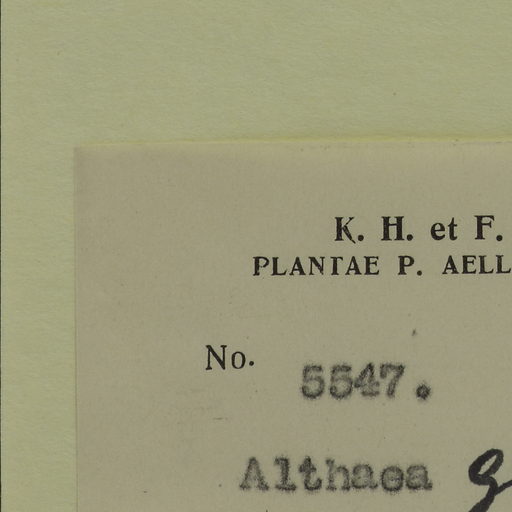 K. H. et F.
PLANTAE P. AELL
No. 5547.
Althaea g